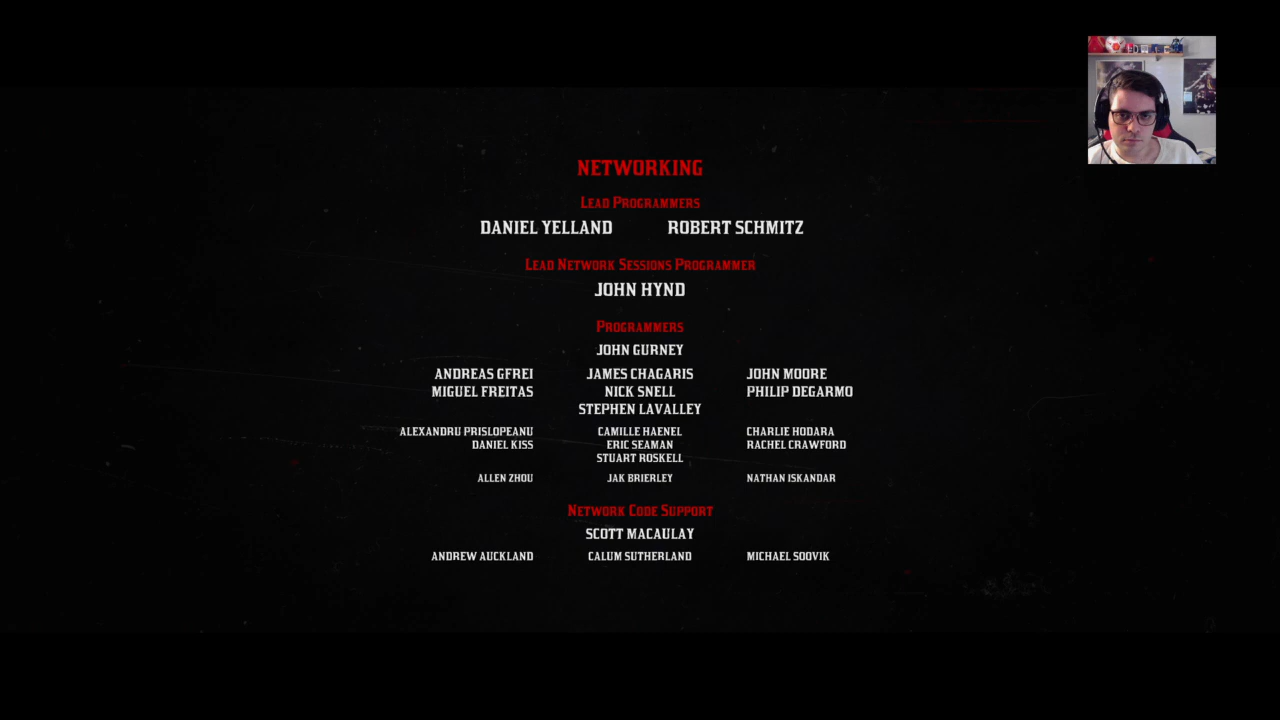 NETWORKING
LEAD PROGRAMMERS
DANIEL YELLAND ROBERT SCHMITZ
LEAD NETWORK SESSIONS PROGRAMMER
JOHN HYND
PROGRAMMERS
JOHN GURNEY
ANDREAS GFREI JAMES CHAGARIS JOHN MOORE
MIGUEL FREITAS NICK SNELL PHILIP DEGARMO
STEPHEN LAVALLEY
ALEXANDRU PRISLOPEANU CAMILLE HAENEL CHARLIE HODARA
DANIEL KISS ERIC SEAMAN RACHEL CRAWFORD
STUART ROSKELL
ALLEN ZHOU JAK BRIERLEY NATHAN ISKANDAR
NETWORK CODE SUPPORT
SCOTT MACAULAY
ANDREW AUCKLAND CALUM SUTHERLAND MICHAEL SOOVIK